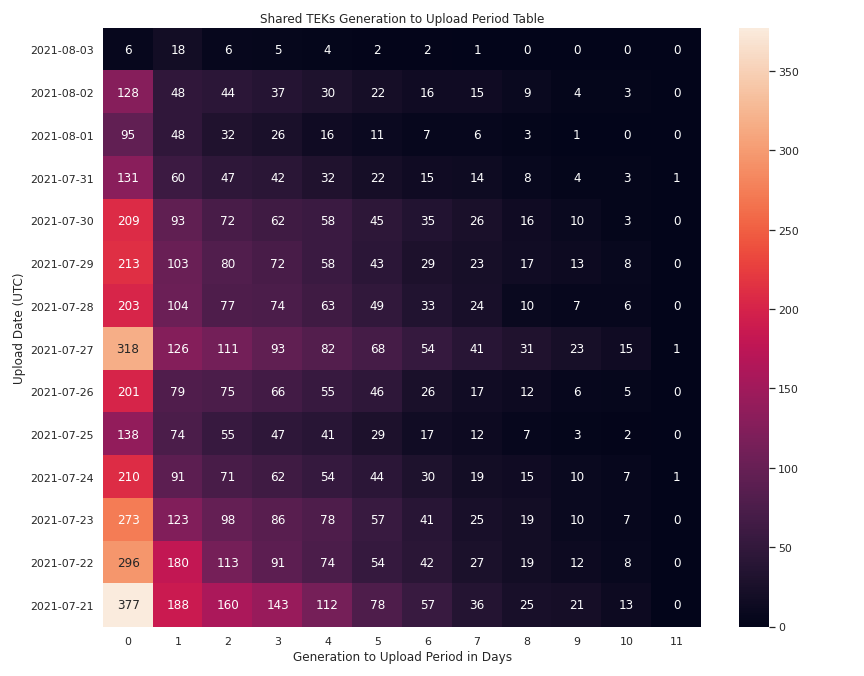 Shared TEKs Generation to Upload Period Table
Upload Date (UTC)
2021-08-03 6 18 6 5 4 2 2 1 0 0 0 0
2021-08-02 128 48 44 37 30 22 16 15 9 4 3 0
2021-08-01 95 48 32 26 16 11 7 6 3 1 0 0
2021-07-31 131 60 47 42 32 22 15 14 8 4 3 1
2021-07-30 209 93 72 62 58 45 35 26 16 10 3 0
2021-07-29 213 103 80 72 58 43 29 23 17 13 8 0
2021-07-28 203 104 77 74 63 49 33 24 10 7 6 0
2021-07-27 318 126 111 93 82 68 54 41 31 23 15 1
2021-07-26 201 79 75 66 55 46 26 17 12 6 5 0
2021-07-25 138 74 55 47 41 29 17 12 7 3 2 0
2021-07-24 210 91 71 62 54 44 30 19 15 10 7 1
2021-07-23 273 123 98 86 78 57 41 25 19 10 7 0
2021-07-22 296 180 113 91 74 54 42 27 19 12 8 0
2021-07-21 377 188 160 143 112 78 57 36 25 21 13 0
0 1 2 3 4 5 6 7 8 9 10 11
Generation to Upload Period in Days
350
300
250
200
150
100
50
0